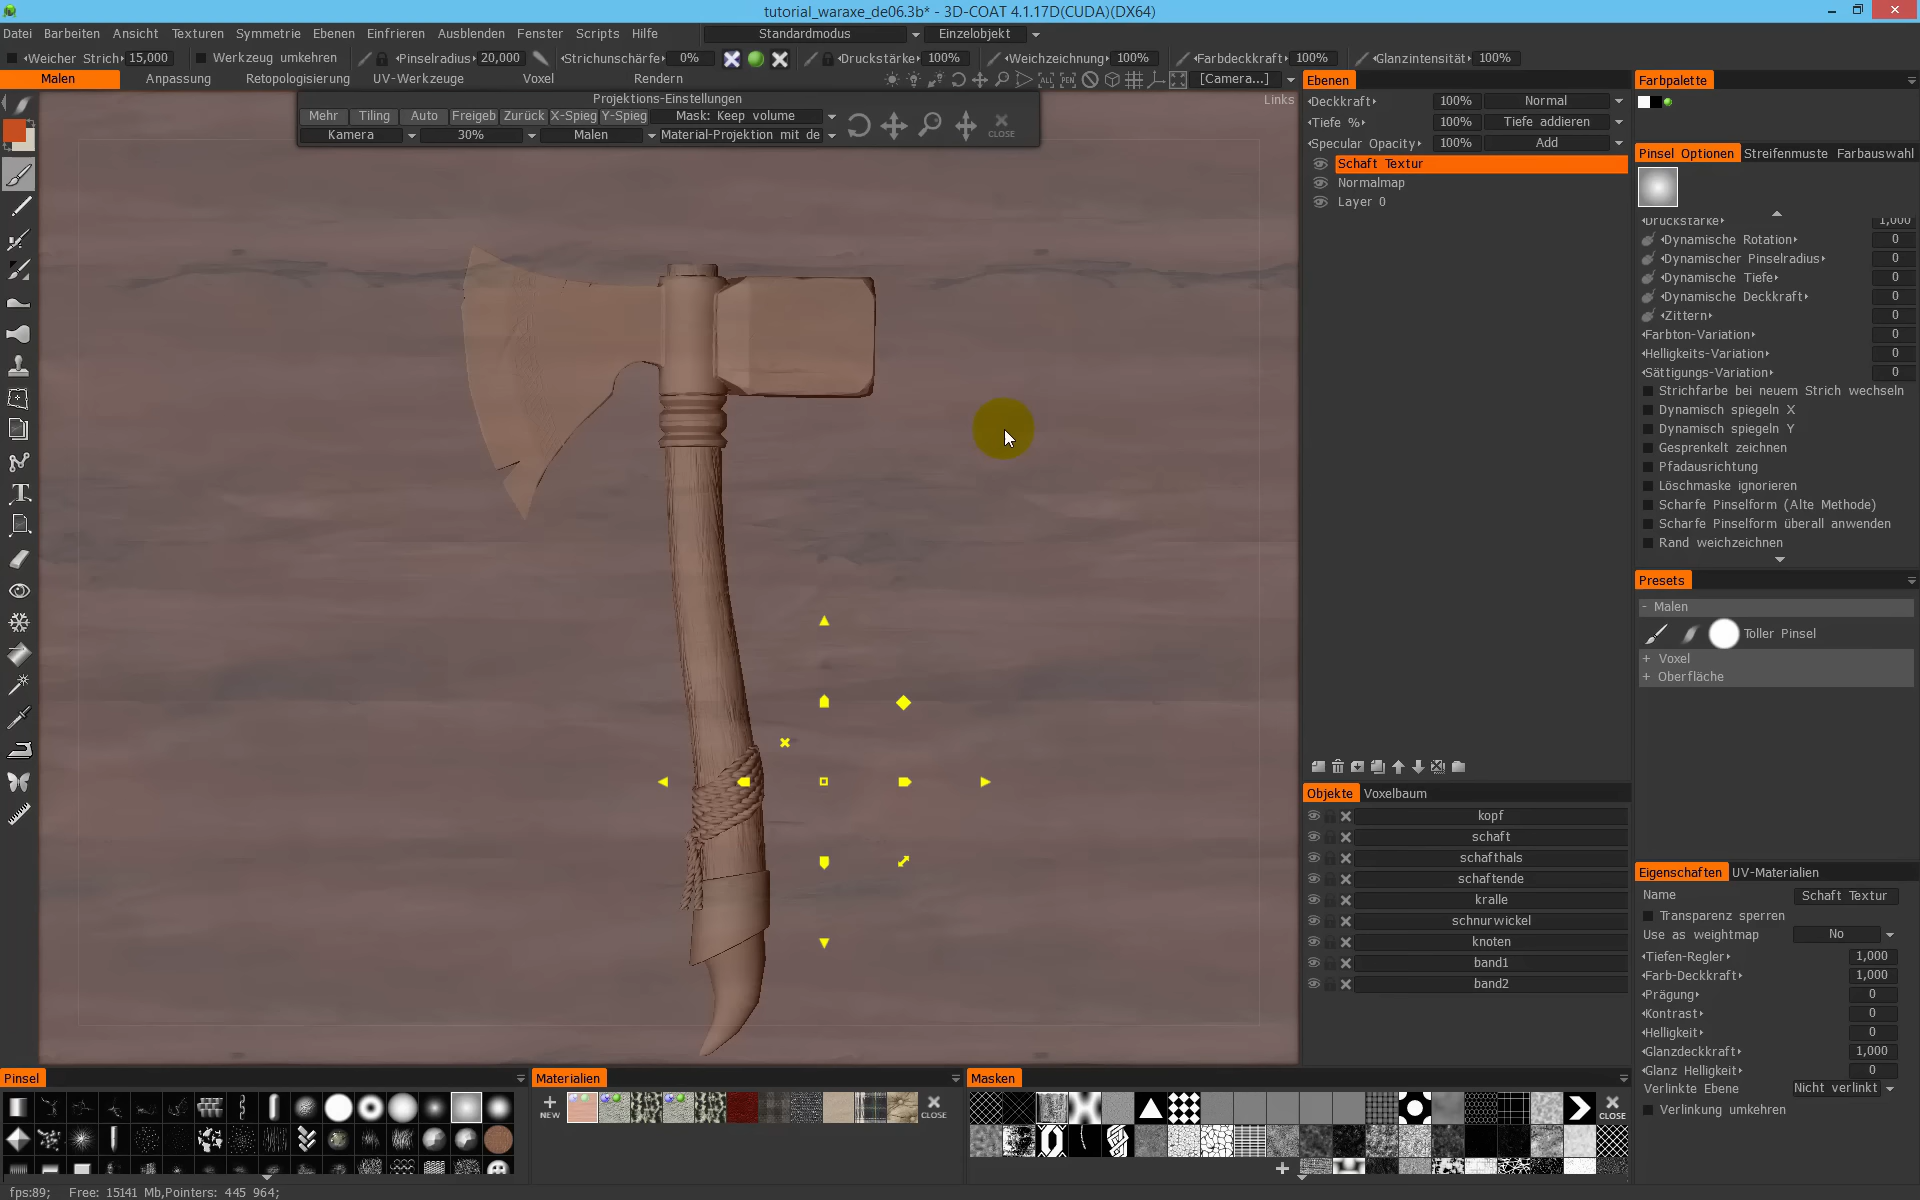 tutorial_waraxe_de06.3b* - 3D-COAT 4.1.17D(CUDA)(DX64)
Datei Bearbeiten Ansicht Texturen Symmetrie Ebenen Einfrieren Ausblenden Fenster Scripts Hilfe Standardmodus Einzelobjekt
Weicher Strich 15,000 Werkzeug umkehren Pinselradius 20,000 Strichunschärfe 0% Druckstärke 100% Weichzeichnung 100% Farbdeckkraft 100% Glanzintensität 100%
Malen Anpassung Retopologisierung UV-Werkzeuge Voxel Rendern [Camera...]
Projektions-Einstellungen
Mehr Tiling Auto Freigeb Zurück X-Spieg Y-Spieg Mask: Keep volume
Kamera 30% Malen Material-Projektion mit de CLOSE
Links
Ebenen
Deckkraft 100% Normal
Tiefe % 100% Tiefe addieren
Specular Opacity 100% Add
Schaft Textur
Normalmap
Layer 0
Objekte Voxelbaum
kopf
schaft
schafthals
schaftende
kralle
schnurwickel
knoten
band1
band2
Farbpalette
Pinsel Optionen Streifenmuste Farbauswahl
Druckstärke 1,000
Dynamische Rotation 0
Dynamischer Pinselradius 0
Dynamische Tiefe 0
Dynamische Deckkraft 0
Zittern 0
Farbton-Variation 0
Helligkeits-Variation 0
Sättigungs-Variation 0
Strichfarbe bei neuem Strich wechseln
Dynamisch spiegeln X
Dynamisch spiegeln Y
Gesprenkelt zeichnen
Pfadausrichtung
Löschmaske ignorieren
Scharfe Pinselform (Alte Methode)
Scharfe Pinselform überall anwenden
Rand weichzeichnen
Presets
- Malen
Toller Pinsel
+ Voxel
+ Oberfläche
Eigenschaften UV-Materialien
Name Schaft Textur
Transparenz sperren
Use as weightmap No
Tiefen-Regler 1,000
Farb-Deckkraft 1,000
Prägung 0
Kontrast 0
Helligkeit 0
Glanzdeckkraft 1,000
Glanz Helligkeit 0
Verlinkte Ebene Nicht verlinkt
Verlinkung umkehren
Pinsel
Materialien
NEW CLOSE
Masken
CLOSE
fps:89; Free: 15141 Mb,Pointers: 445 964;